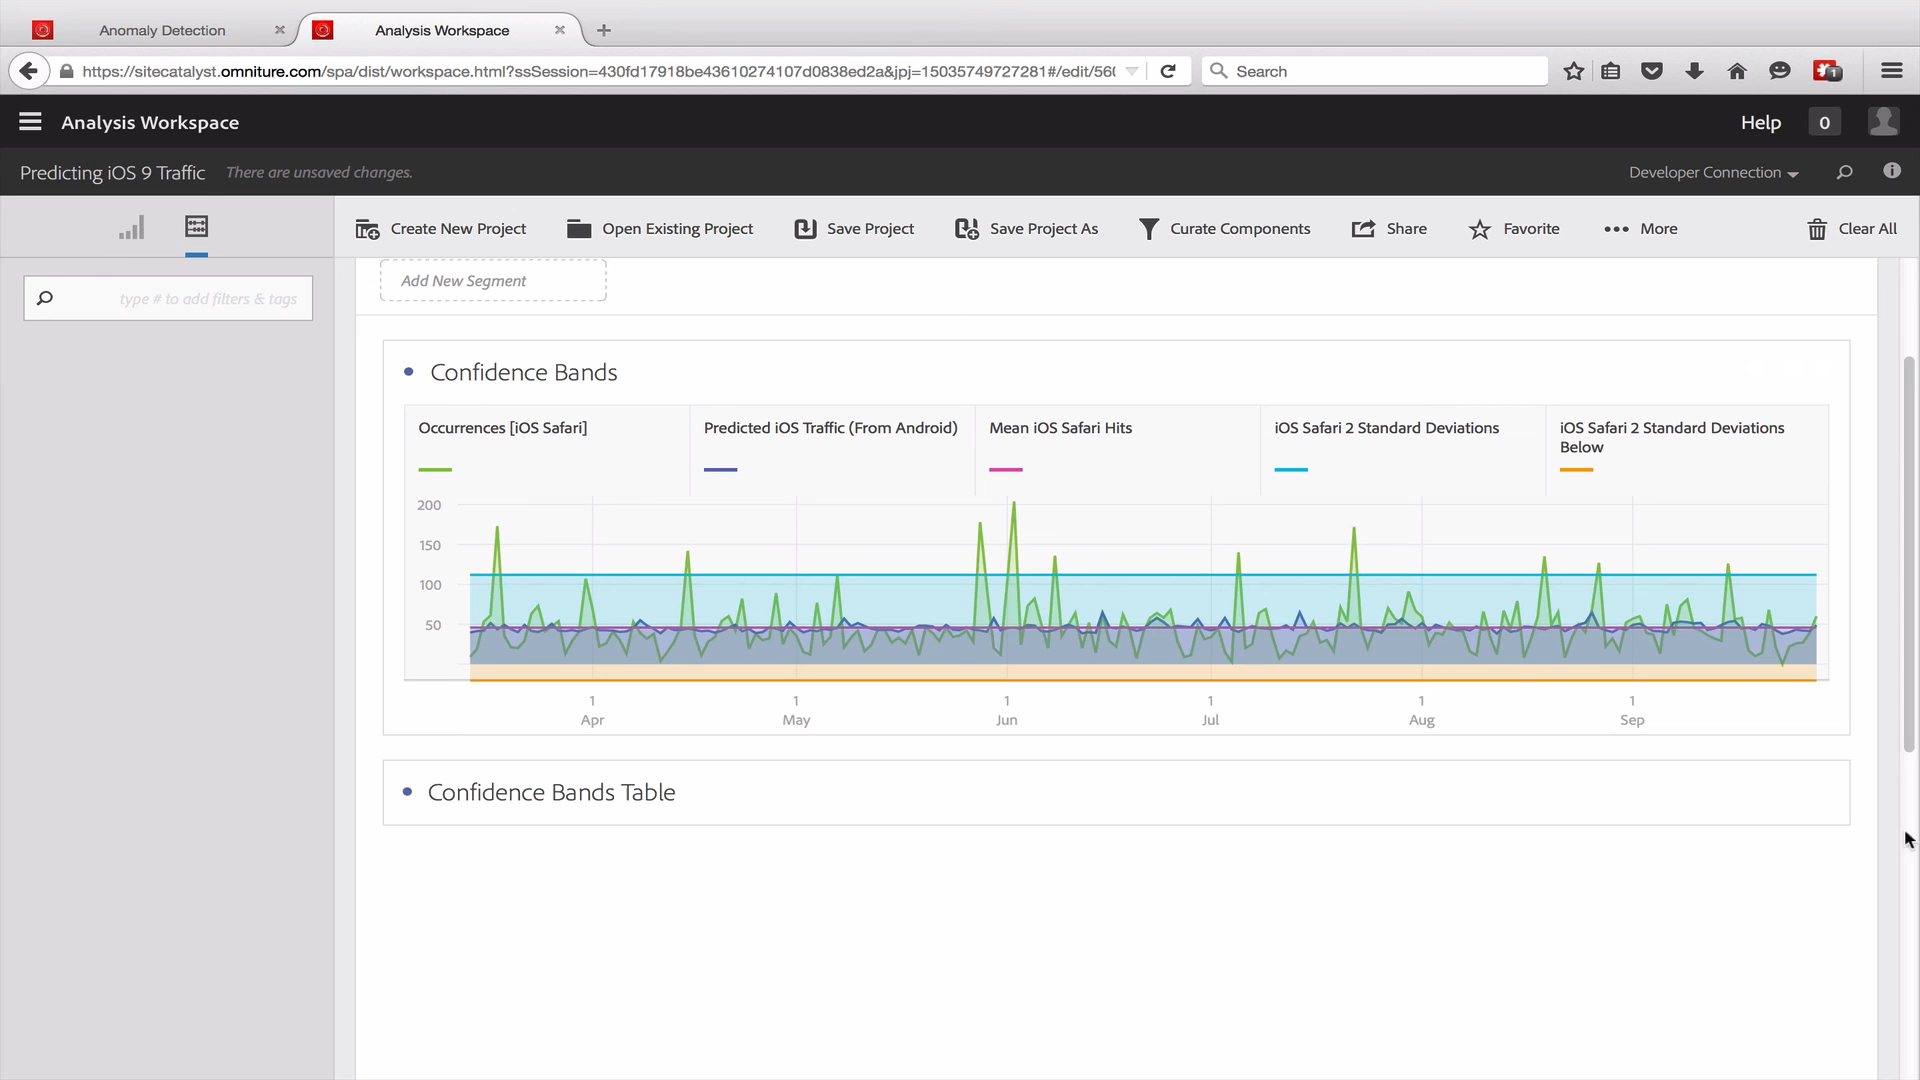 Anomaly Detection
Analysis Workspace
https://sitecatalyst.omniture.com/spa/dist/workspace.html?ssSession=430fd17918be43610274107d0838ed2a&jpj=15035749727281#/edit/560
Search
1
Analysis Workspace
Help
0
Predicting iOS 9 Traffic
There are unsaved changes.
Developer Connection
Create New Project
Open Existing Project
Save Project
Save Project As
Curate Components
Share
Favorite
More
Clear All
type # to add filters & tags
Add New Segment
Confidence Bands
Occurrences [iOS Safari]
Predicted iOS Traffic (From Android)
Mean iOS Safari Hits
iOS Safari 2 Standard Deviations
iOS Safari 2 Standard Deviations
Below
200
150
100
50
1
Apr
1
May
1
Jun
1
Jul
1
Aug
1
Sep
Confidence Bands Table